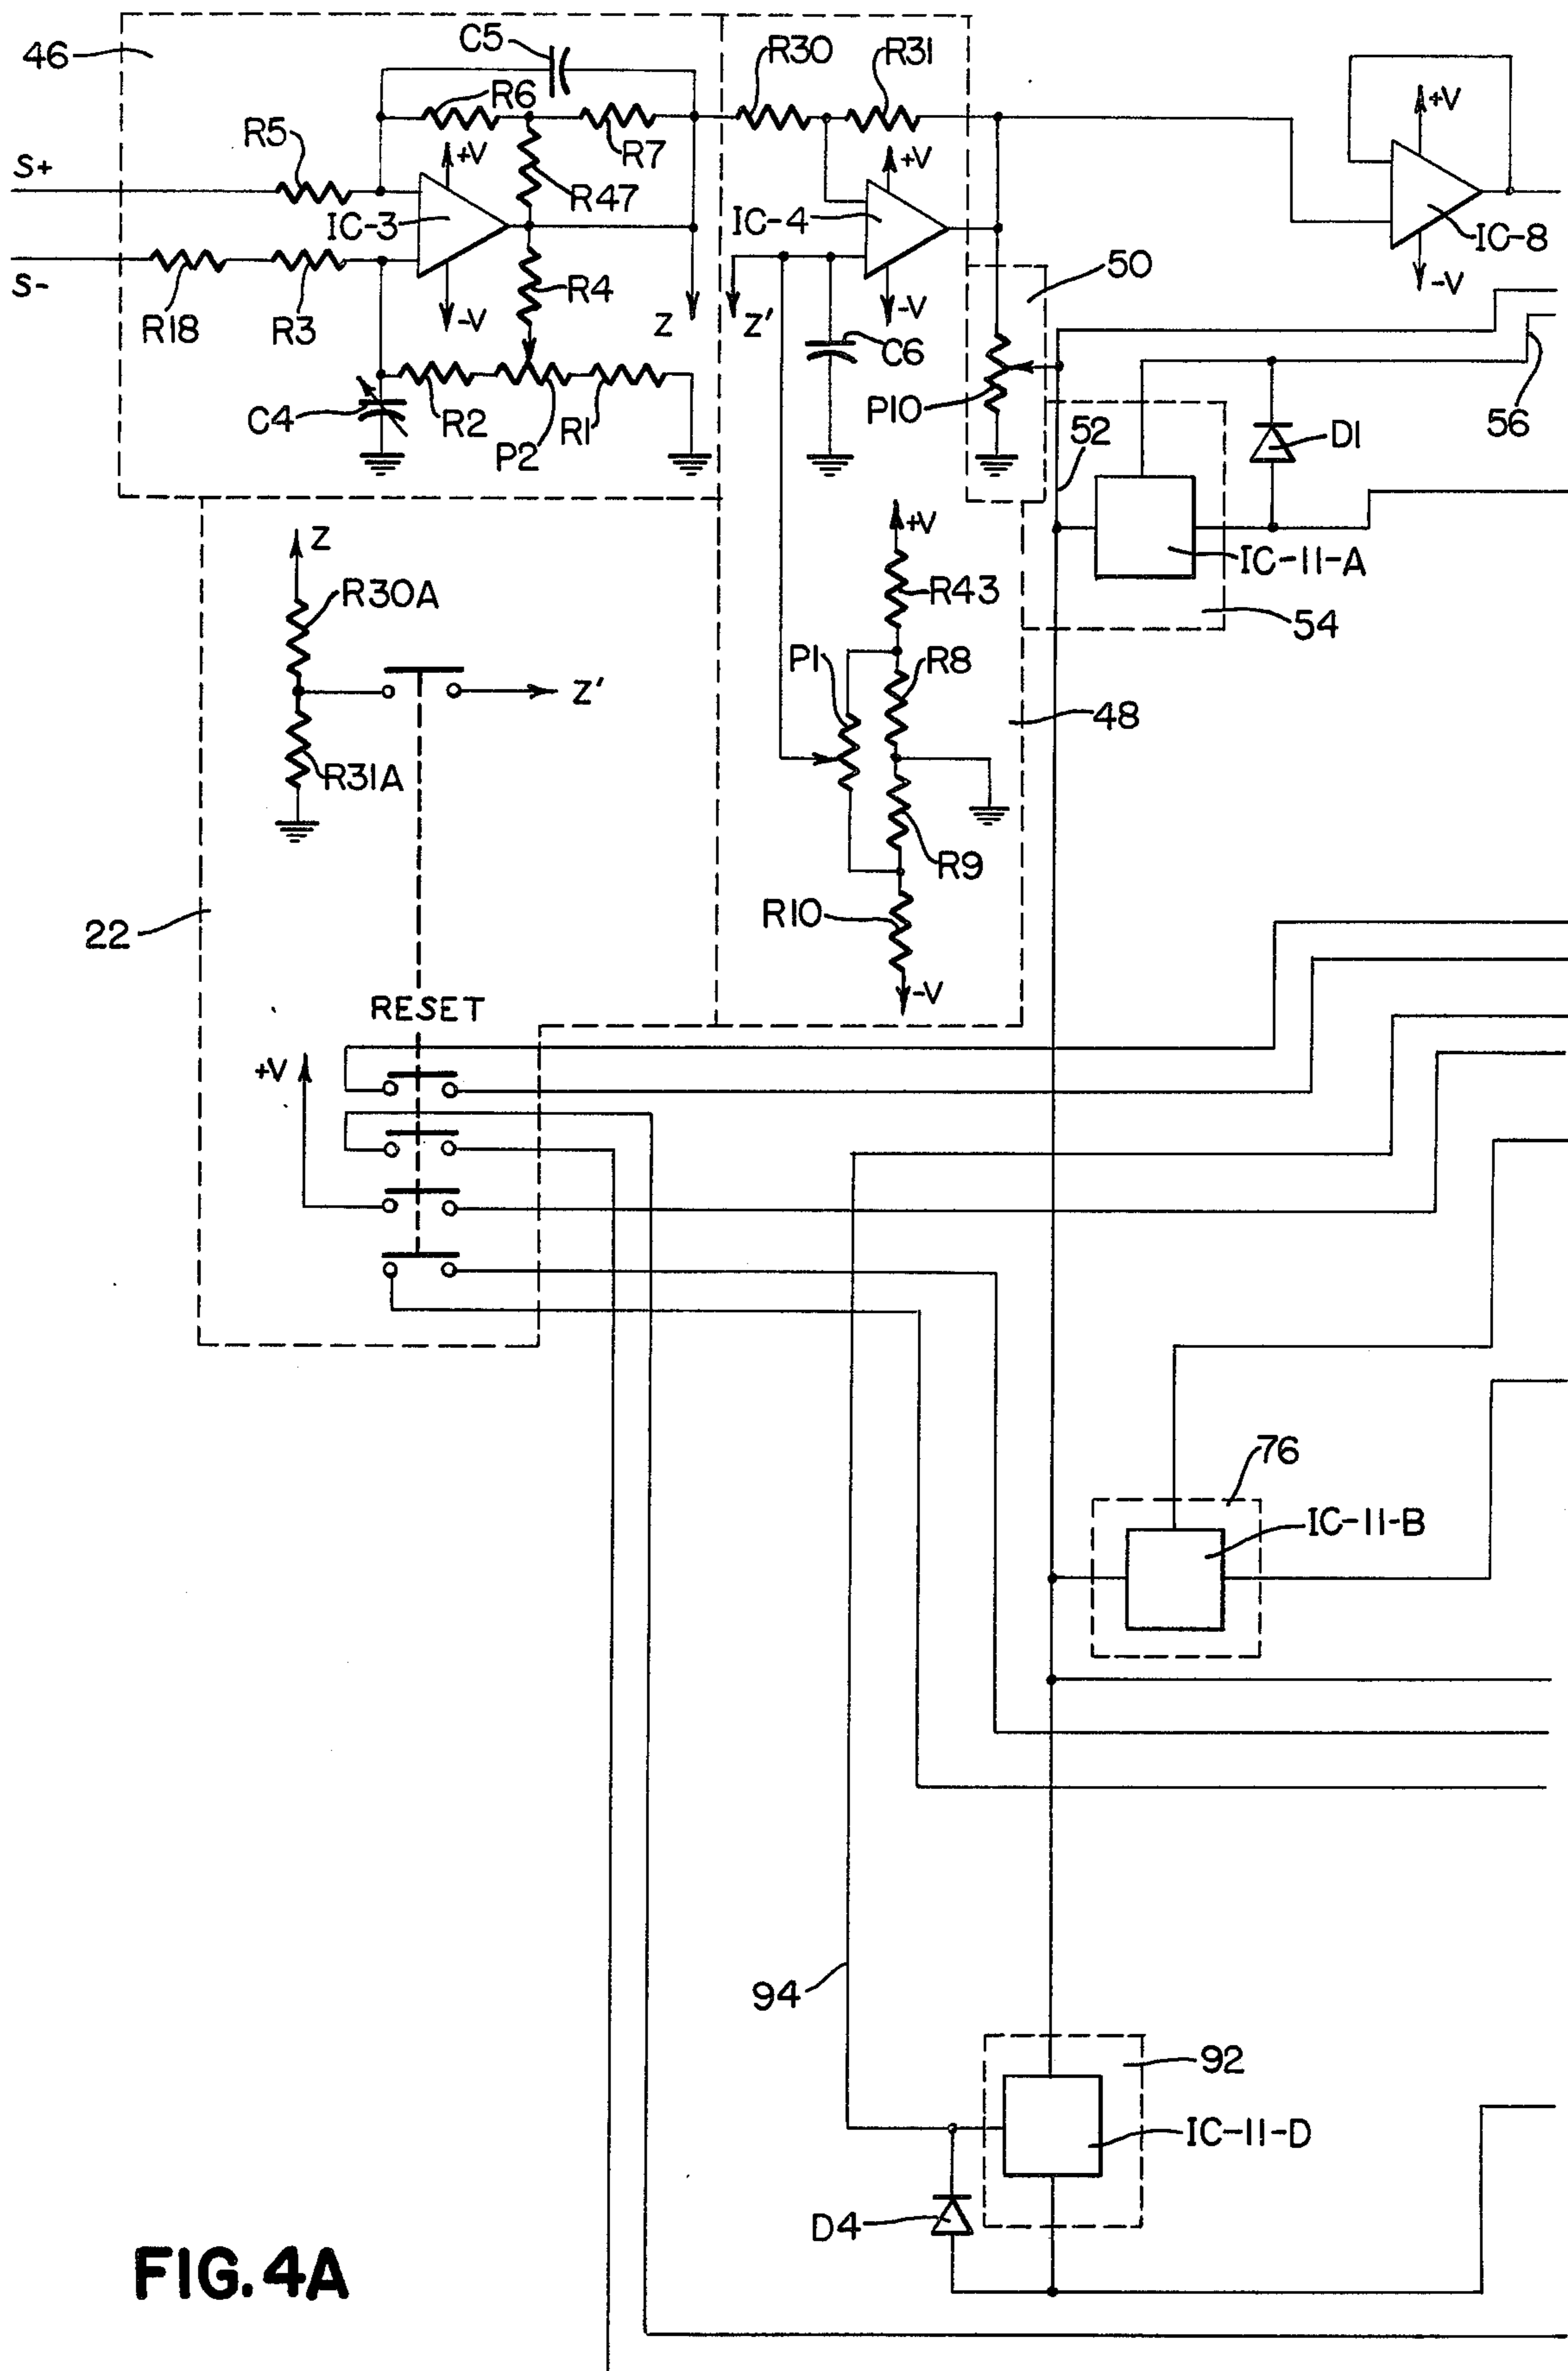 46
C5
R30
R31
R6
+V
R5
+V
R7
+V
S+
R47
IC-3
IC-4
IC-8
50
R4
S-
-V
-V
-V
R18
R3
Z
Z'
C6
P10
C4
R2
P2
R1
52
D1
56
Z
+V
IC-11-A
R30A
R43
54
P1
R8
Z'
48
R31A
R9
22
R10
-V
RESET
+V
76
IC-11-B
94
92
IC-11-D
D4
FIG. 4A